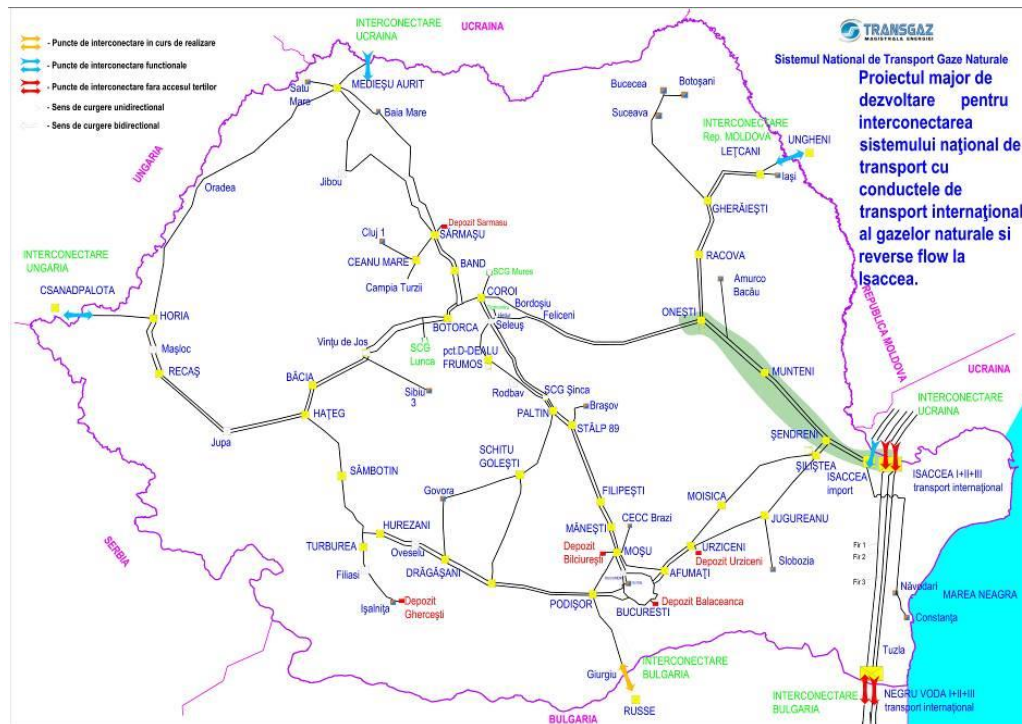 TRANSGAZ
MAGISTRALA ENERGIEI
Sistemul National de Transport Gaze Naturale
Proiectul major de
dezvoltare pentru
interconectarea
sistemului naţional de
transport cu
conductele de
transport internaţional
al gazelor naturale si
reverse flow la
Isaccea.
- Puncte de interconectare in curs de realizare
- Puncte de interconectare functionale
- Puncte de interconectare fara accesul tertilor
- Sens de curgere unidirectional
- Sens de curgere bidirectional
INTERCONECTARE
UCRAINA
UCRAINA
MEDIEŞU AURIT
Satu
Mare
Baia Mare
Bucecea
Botoşani
Suceava
INTERCONECTARE
Rep. MOLDOVA
UNGHENI
LEŢCANI
Iaşi
UNGARIA
Oradea
Jibou
GHERĂIEŞTI
Depozit Sarmasu
SĂRMAŞU
Cluj 1
CEANU MARE
Campia Turzii
BAND
RACOVA
INTERCONECTARE
UNGARIA
CSANADPALOTA
SCG Mures
COROI
Bordoşiu
Feliceni
Seleuş
Amurco
Bacău
ONEŞTI
REPUBLICA MOLDOVA
HORIA
Maşloc
RECAŞ
BOTORCA
Vinţu de Jos
SCG
Lunca
pct.D-DEALU
FRUMOS
MUNTENI
UCRAINA
BĂCIA
Sibiu
3
Rodbav
SCG Şinca
PALTIN
Braşov
STÂLP 89
INTERCONECTARE
UCRAINA
HAŢEG
Jupa
SCHITU
GOLEŞTI
ŞENDRENI
ŞILIŞTEA
ISACCEA
import
ISACCEA I+II+III
transport internaţional
SÂMBOTIN
Govora
FILIPEŞTI
MOISICA
JUGUREANU
MĂNEŞTI
CECC Brazi
HUREZANI
TURBUREA
Oveselu
Depozit
Bilciureşti
MOŞU
URZICENI
Depozit Urziceni
Slobozia
Fir 1
Fir 2
Fir 3
SERBIA
Filiasi
DRĂGĂŞANI
AFUMAŢI
Işalniţa
Depozit
Gherceşti
PODIŞOR
BUCURESTI
Depozit Balaceanca
Năvodari
MAREA NEAGRA
Constanţa
Tuzla
Giurgiu
INTERCONECTARE
BULGARIA
RUSSE
BULGARIA
INTERCONECTARE
BULGARIA
NEGRU VODA I+II+III
transport internaţional